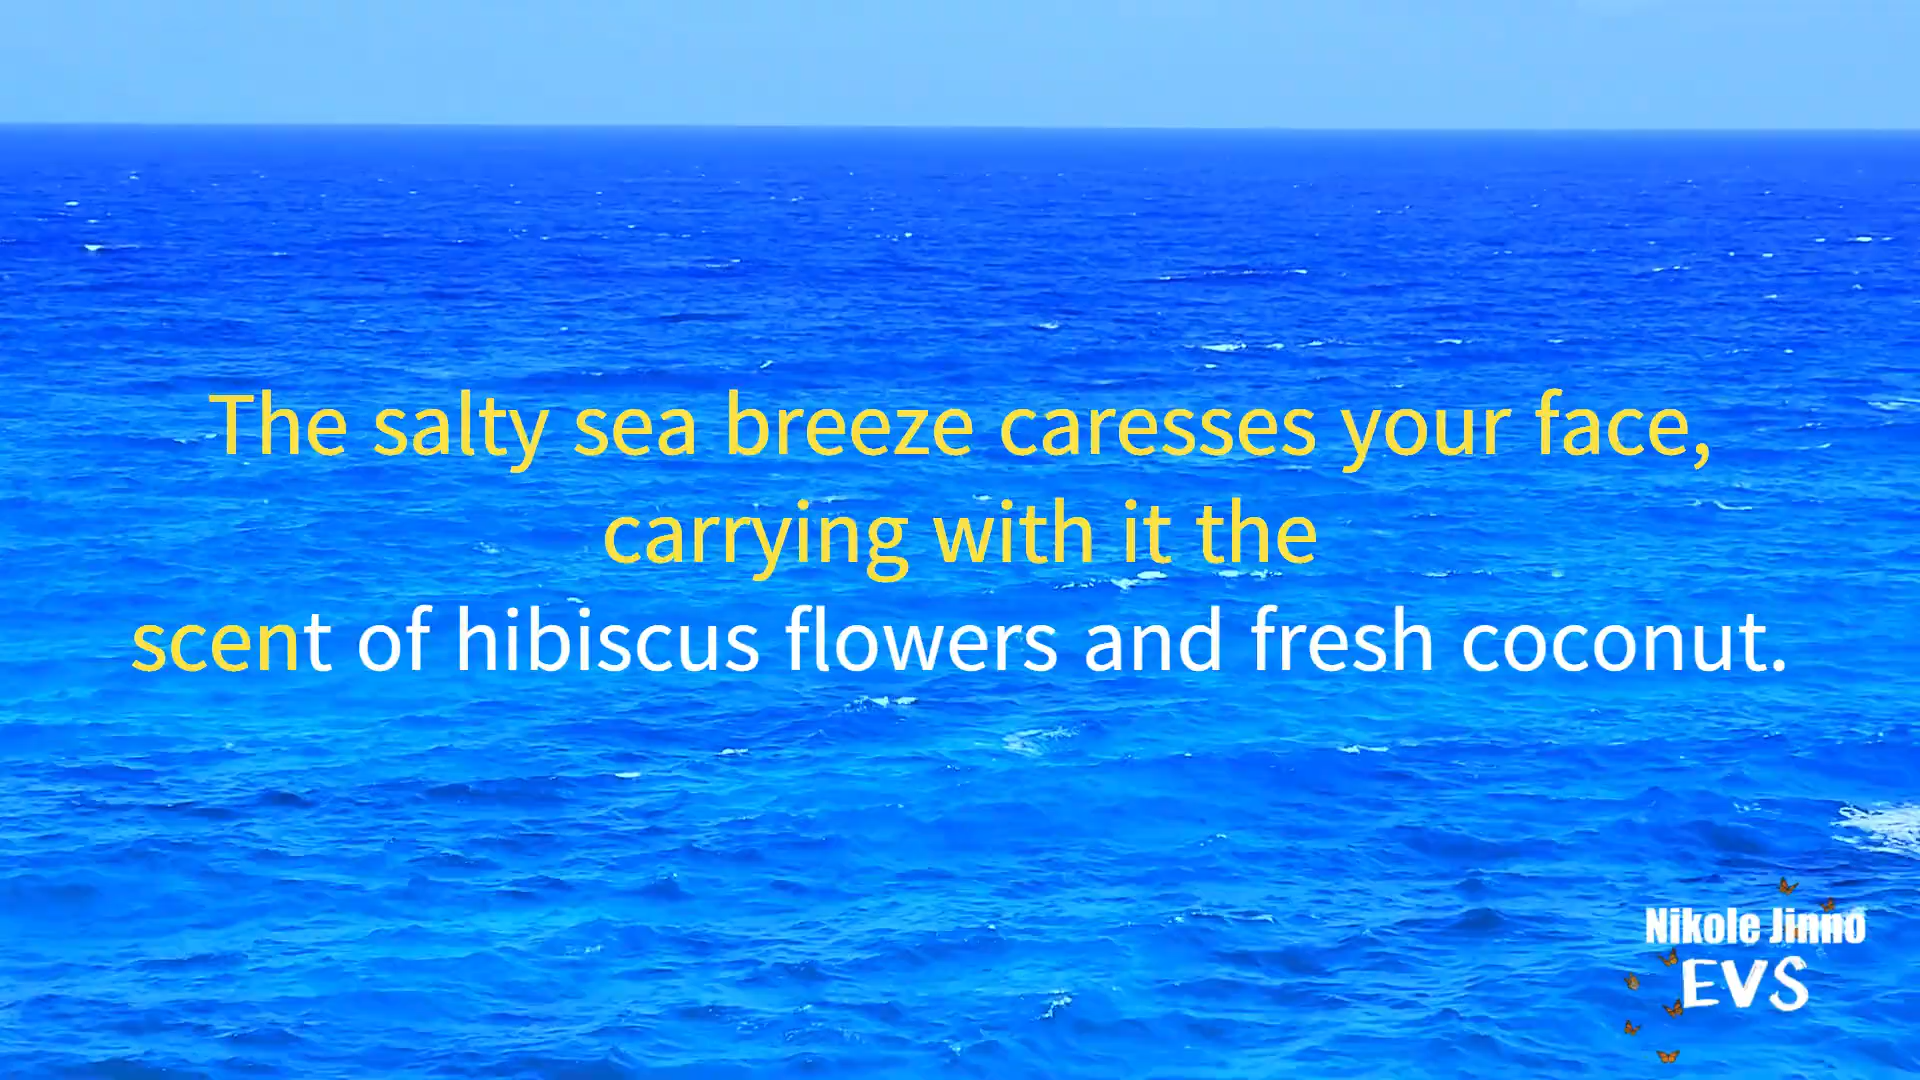 The salty sea breeze caresses your face,
carrying with it the
scent of hibiscus flowers and fresh coconut.
Nikole Jinno
EVS